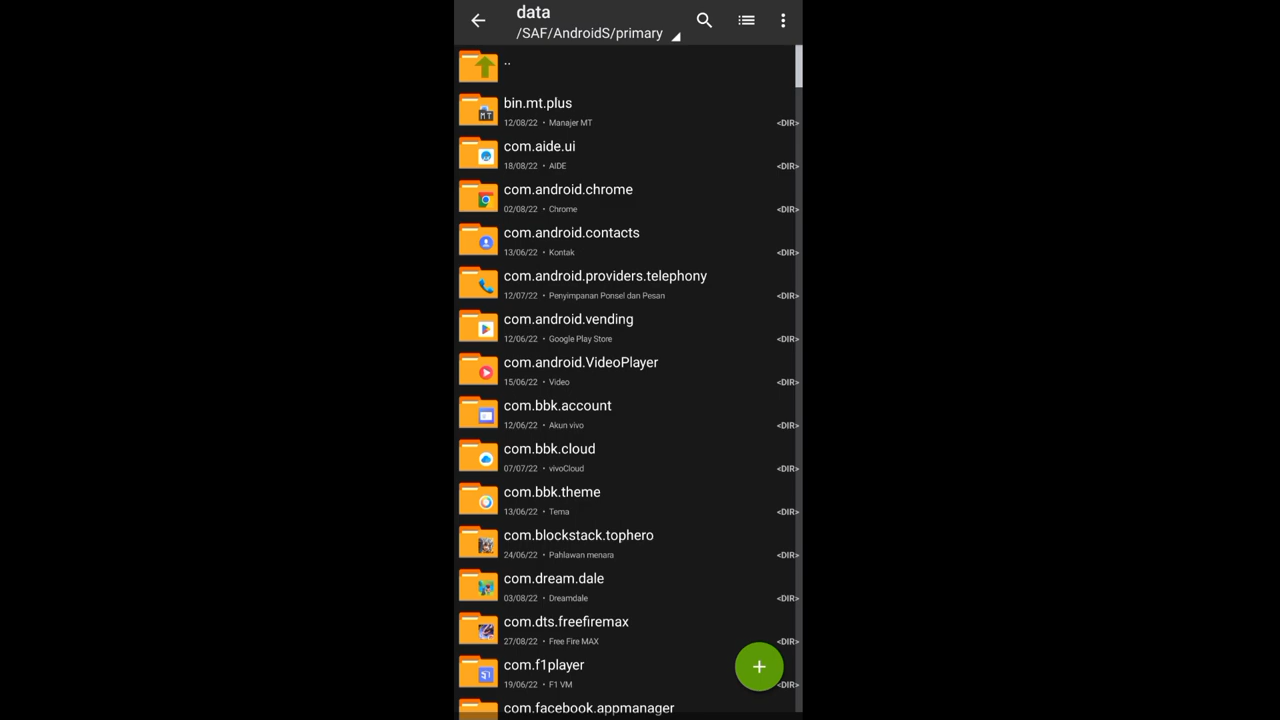 data
/SAF/AndroidS/primary
..
bin.mt.plus
12/08/22 • Manajer MT
<DIR>
com.aide.ui
18/08/22 • AIDE
<DIR>
com.android.chrome
02/08/22 • Chrome
<DIR>
com.android.contacts
13/06/22 • Kontak
<DIR>
com.android.providers.telephony
12/07/22 • Penyimpanan Ponsel dan Pesan
<DIR>
com.android.vending
12/06/22 • Google Play Store
<DIR>
com.android.VideoPlayer
15/06/22 • Video
<DIR>
com.bbk.account
12/06/22 • Akun vivo
<DIR>
com.bbk.cloud
07/07/22 • vivoCloud
<DIR>
com.bbk.theme
13/06/22 • Tema
<DIR>
com.blockstack.tophero
24/06/22 • Pahlawan menara
<DIR>
com.dream.dale
03/08/22 • Dreamdale
<DIR>
com.dts.freefiremax
27/08/22 • Free Fire MAX
<DIR>
com.f1player
19/06/22 • F1 VM
<DIR>
com.facebook.appmanager